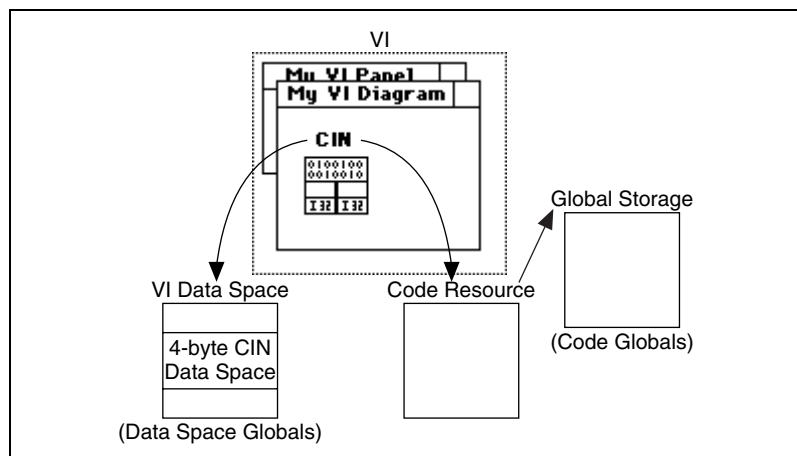 VI
My VI Panel
My VI Diagram
CIN
0100100
0010010
I32 I32
Global Storage
(Code Globals)
VI Data Space
4-byte CIN
Data Space
(Data Space Globals)
Code Resource